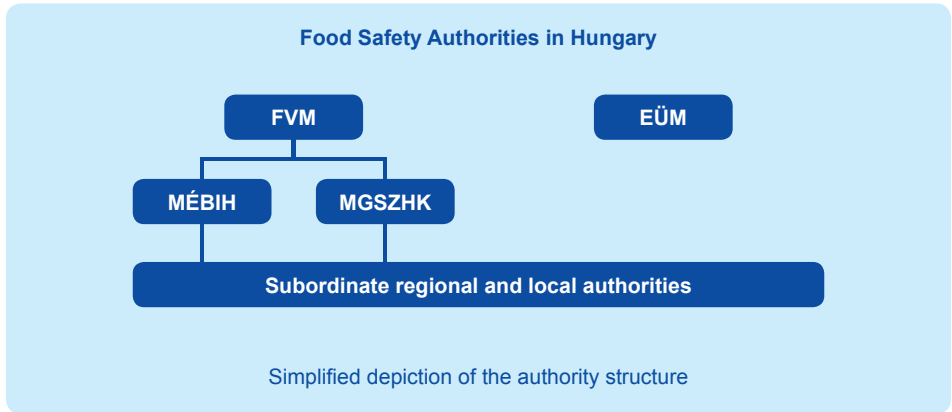 Food Safety Authorities in Hungary
FVM
EÜM
MÉBIH
MGSZHK
Subordinate regional and local authorities
Simplified depiction of the authority structure